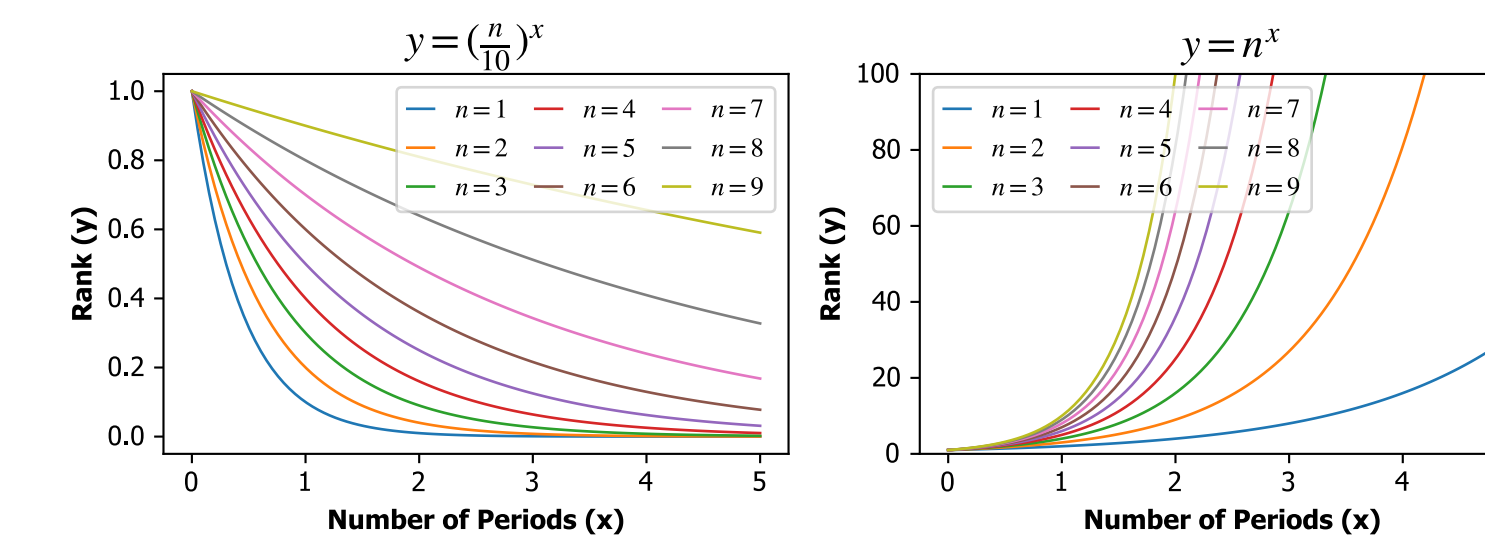 y = (n/10)^x
1.0
0.8
0.6
0.4
0.2
0.0
Rank (y)
n = 1 n = 4 n = 7
n = 2 n = 5 n = 8
n = 3 n = 6 n = 9
0 1 2 3 4 5
Number of Periods (x)
y = n^x
100
80
60
40
20
0
Rank (y)
n = 1 n = 4 n = 7
n = 2 n = 5 n = 8
n = 3 n = 6 n = 9
0 1 2 3 4
Number of Periods (x)